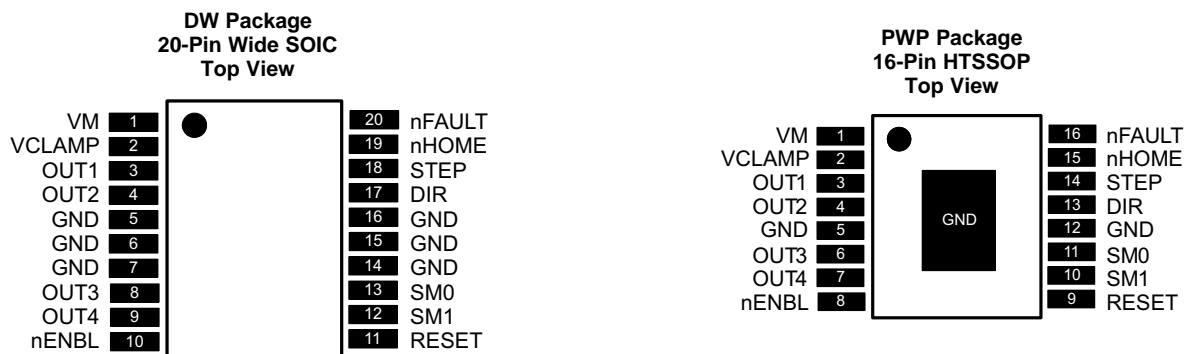 DW Package
20-Pin Wide SOIC
Top View
VM 1 20 nFAULT
VCLAMP 2 19 nHOME
OUT1 3 18 STEP
OUT2 4 17 DIR
GND 5 16 GND
GND 6 15 GND
GND 7 14 GND
OUT3 8 13 SM0
OUT4 9 12 SM1
nENBL 10 11 RESET
PWP Package
16-Pin HTSSOP
Top View
VM 1 16 nFAULT
VCLAMP 2 15 nHOME
OUT1 3 14 STEP
OUT2 4 13 DIR
GND 5 GND 12 GND
OUT3 6 11 SM0
OUT4 7 10 SM1
nENBL 8 9 RESET